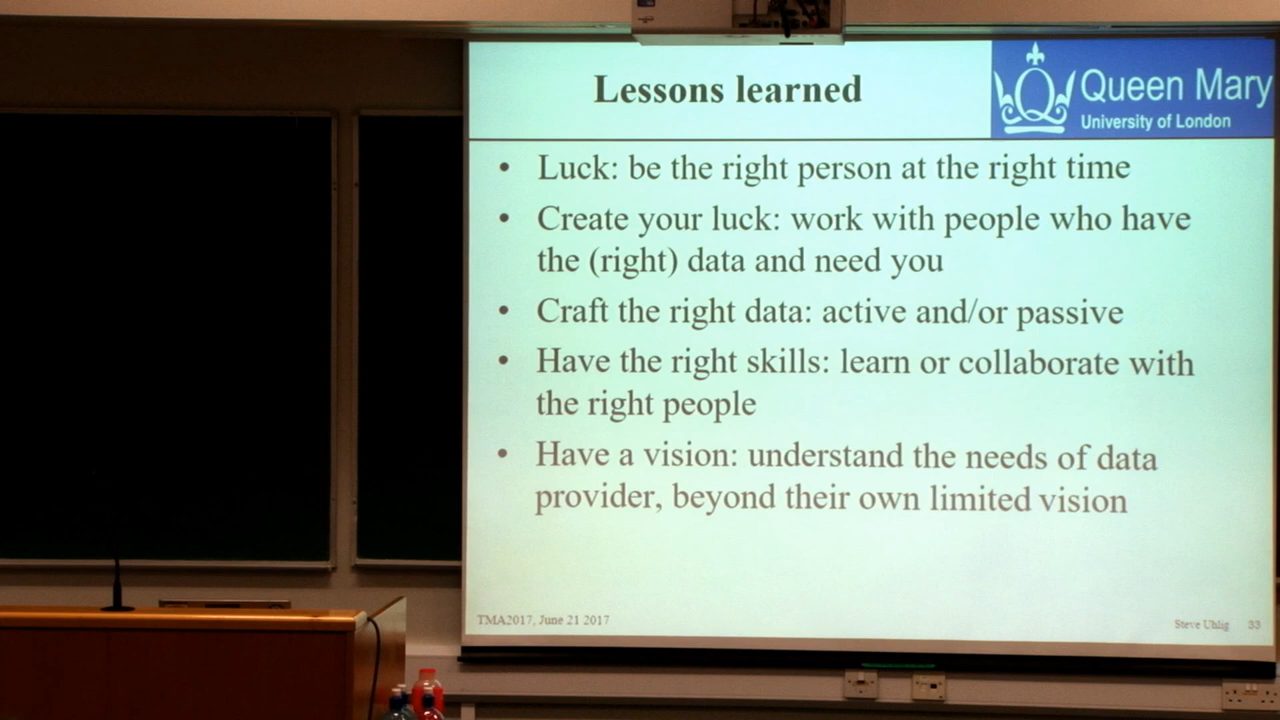 Lessons learned
Queen Mary
University of London
• Luck: be the right person at the right time
• Create your luck: work with people who have
the (right) data and need you
• Craft the right data: active and/or passive
• Have the right skills: learn or collaborate with
the right people
• Have a vision: understand the needs of data
provider, beyond their own limited vision
TMA2017, June 21 2017
Steve Uhlig 33